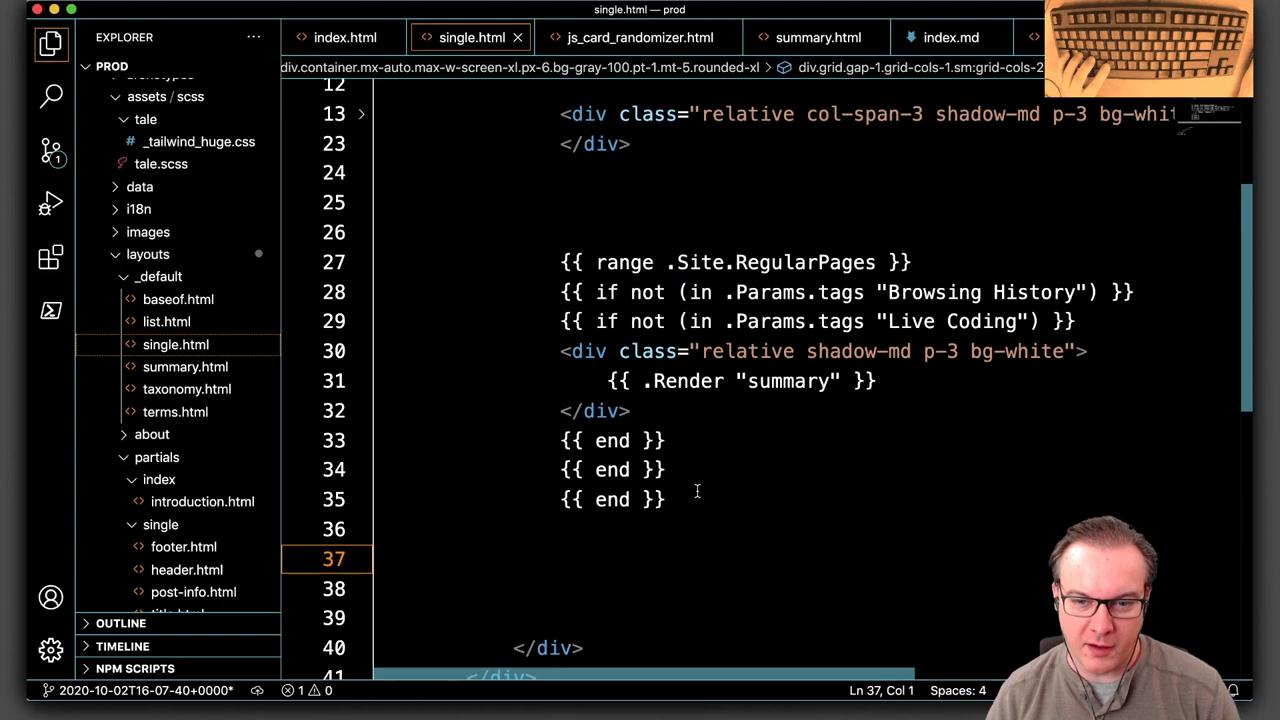 single.html — prod
EXPLORER
PROD
assets / scss
tale
_tailwind_huge.css
tale.scss
data
i18n
images
layouts
_default
baseof.html
list.html
single.html
summary.html
taxonomy.html
terms.html
about
partials
index
introduction.html
single
footer.html
header.html
post-info.html
OUTLINE
TIMELINE
NPM SCRIPTS
1
index.html
single.html
js_card_randomizer.html
summary.html
index.md
div.container.mx-auto.max-w-screen-xl.px-6.bg-gray-100.pt-1.mt-5.rounded-xl > div.grid.gap-1.grid-cols-1.sm:grid-cols-2
12
13 <div class="relative col-span-3 shadow-md p-3 bg-whit
23 </div>
24
25
26
27 {{ range .Site.RegularPages }}
28 {{ if not (in .Params.tags "Browsing History") }}
29 {{ if not (in .Params.tags "Live Coding") }}
30 <div class="relative shadow-md p-3 bg-white">
31 {{ .Render "summary" }}
32 </div>
33 {{ end }}
34 {{ end }}
35 {{ end }}
36
37
38
39
40 </div>
41 </div>
2020-10-02T16-07-40+0000* 1 0 Ln 37, Col 1 Spaces: 4